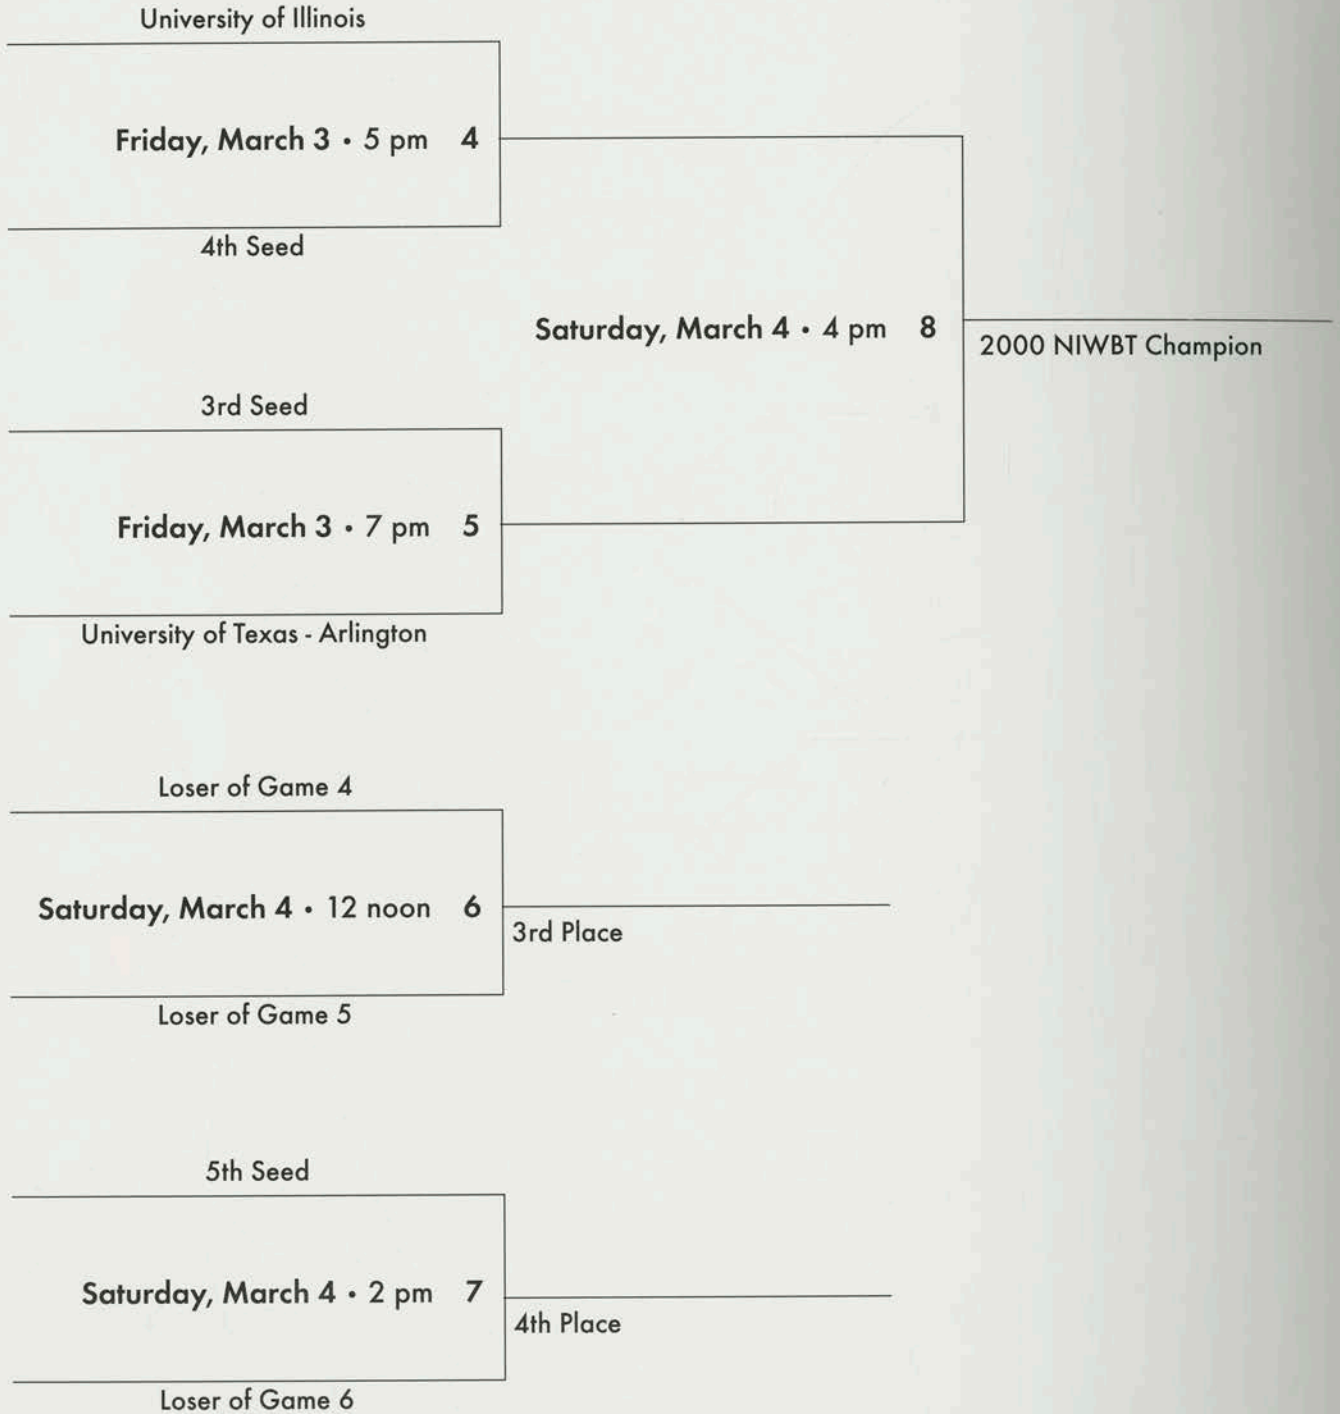 University of Illinois
Friday, March 3 • 5 pm 4
4th Seed
Saturday, March 4 • 4 pm 8
2000 NIWBT Champion
3rd Seed
Friday, March 3 • 7 pm 5
University of Texas - Arlington
Loser of Game 4
Saturday, March 4 • 12 noon 6
3rd Place
Loser of Game 5
5th Seed
Saturday, March 4 • 2 pm 7
4th Place
Loser of Game 6